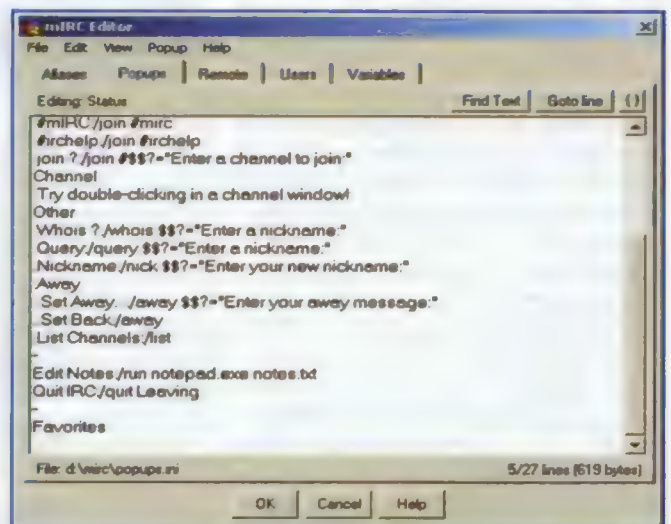 mIRC Editor
File Edit View Popup Help
Aliases Popups Remote Users Variables
Editing: Status Find Text Goto line ()
#mIRC:/join #mirc
#irchelp:/join #irchelp
join ?:/join #$$?="Enter a channel to join:"
Channel
Try double-clicking in a channel window!
Other
Whois ?:/whois $$?="Enter a nickname:"
Query:/query $$?="Enter a nickname:"
Nickname:/nick $$?="Enter your new nickname:"
Away
Set Away...:/away $$?="Enter your away message:"
Set Back:/away
List Channels:/list
-
Edit Notes:/run notepad.exe notes.txt
Quit IRC:/quit Leaving
-
Favorites
File: d:\mirc\popups.ini 5/27 lines (619 bytes)
OK Cancel Help